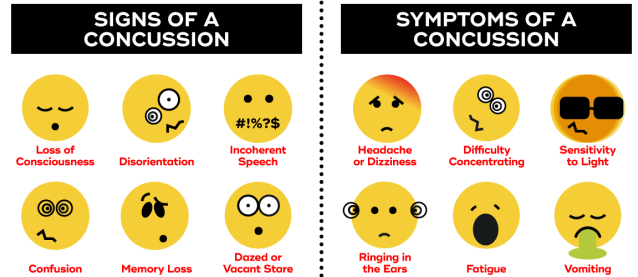 SIGNS OF A
CONCUSSION
Loss of
Consciousness
Disorientation
#!%?$
Incoherent
Speech
Confusion
Memory Loss
Dazed or
Vacant Stare
SYMPTOMS OF A
CONCUSSION
Headache
or Dizziness
Difficulty
Concentrating
Sensitivity
to Light
Ringing in
the Ears
Fatigue
Vomiting